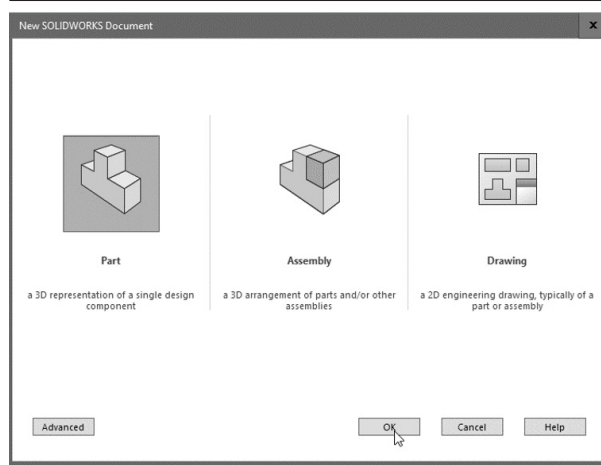 New SOLIDWORKS Document
x
Part
Assembly
Drawing
a 3D representation of a single design
component
a 3D arrangement of parts and/or other
assemblies
a 2D engineering drawing, typically of a
part or assembly
Advanced
OK
Cancel
Help